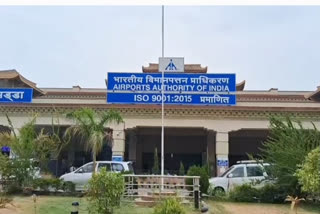 भारतीय विमानपत्तन प्राधिकरण
AIRPORTS AUTHORITY OF INDIA
ISO 9001:2015 प्रमाणित